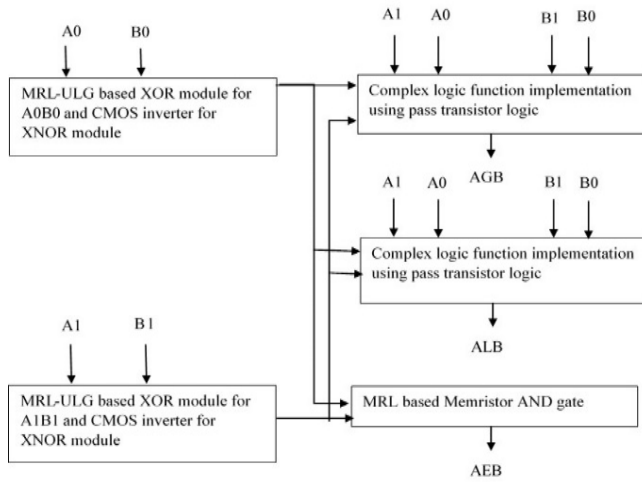 A0 B0
MRL-ULG based XOR module for
A0B0 and CMOS inverter for
XNOR module
A1 A0 B1 B0
Complex logic function implementation
using pass transistor logic
AGB
A1 A0 B1 B0
Complex logic function implementation
using pass transistor logic
ALB
A1 B1
MRL-ULG based XOR module for
A1B1 and CMOS inverter for
XNOR module
MRL based Memristor AND gate
AEB